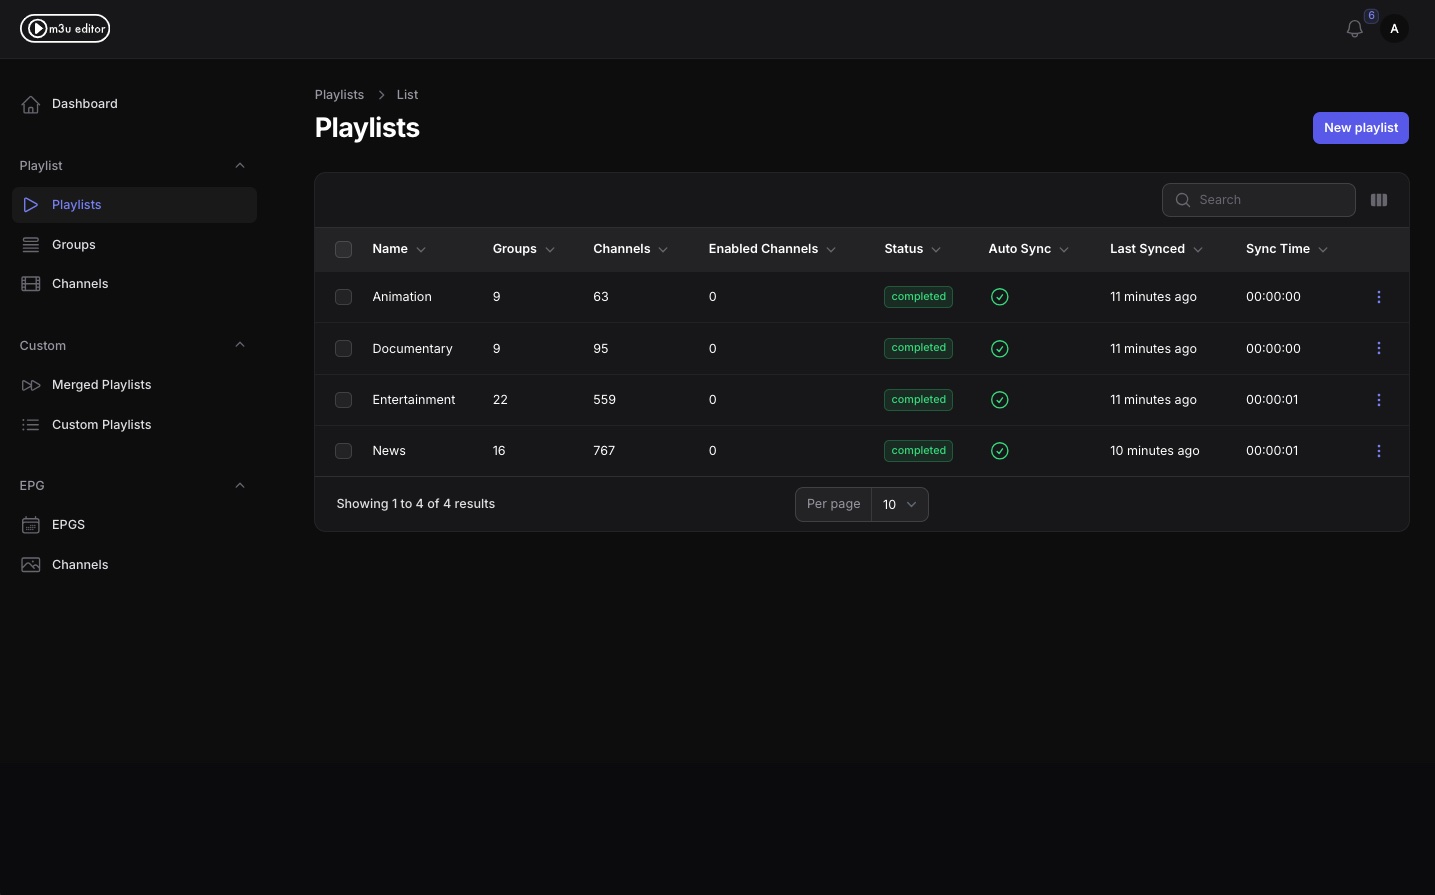 m3u editor
6
A
Dashboard
Playlist
Playlists
Groups
Channels
Custom
Merged Playlists
Custom Playlists
EPG
EPGS
Channels
Playlists > List
Playlists
New playlist
Search
Name Groups Channels Enabled Channels Status Auto Sync Last Synced Sync Time
Animation 9 63 0 completed 11 minutes ago 00:00:00
Documentary 9 95 0 completed 11 minutes ago 00:00:00
Entertainment 22 559 0 completed 11 minutes ago 00:00:01
News 16 767 0 completed 10 minutes ago 00:00:01
Showing 1 to 4 of 4 results
Per page 10